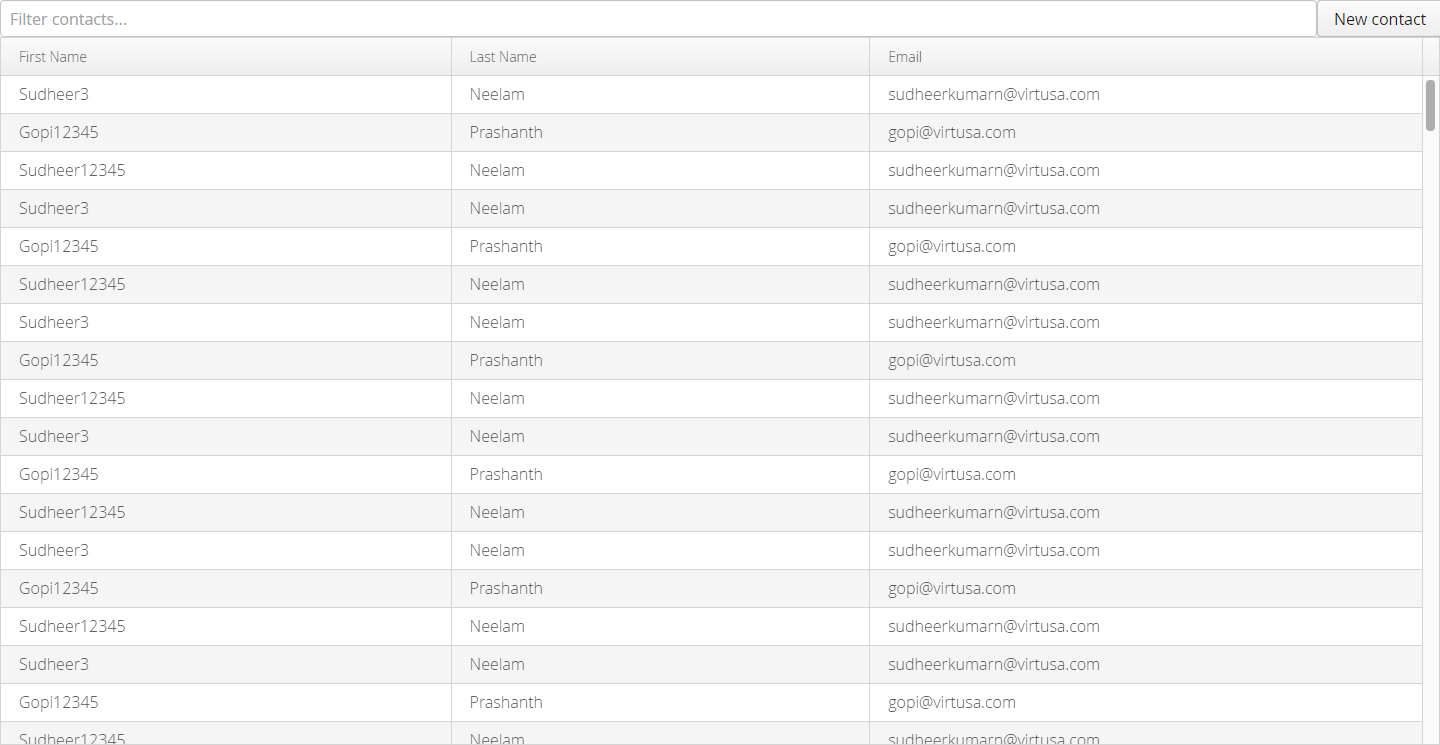 Filter contacts... New contact
First Name Last Name Email
Sudheer3 Neelam sudheerkumarn@virtusa.com
Gopi12345 Prashanth gopi@virtusa.com
Sudheer12345 Neelam sudheerkumarn@virtusa.com
Sudheer3 Neelam sudheerkumarn@virtusa.com
Gopi12345 Prashanth gopi@virtusa.com
Sudheer12345 Neelam sudheerkumarn@virtusa.com
Sudheer3 Neelam sudheerkumarn@virtusa.com
Gopi12345 Prashanth gopi@virtusa.com
Sudheer12345 Neelam sudheerkumarn@virtusa.com
Sudheer3 Neelam sudheerkumarn@virtusa.com
Gopi12345 Prashanth gopi@virtusa.com
Sudheer12345 Neelam sudheerkumarn@virtusa.com
Sudheer3 Neelam sudheerkumarn@virtusa.com
Gopi12345 Prashanth gopi@virtusa.com
Sudheer12345 Neelam sudheerkumarn@virtusa.com
Sudheer3 Neelam sudheerkumarn@virtusa.com
Gopi12345 Prashanth gopi@virtusa.com
Sudheer12345 Neelam sudheerkumarn@virtusa.com